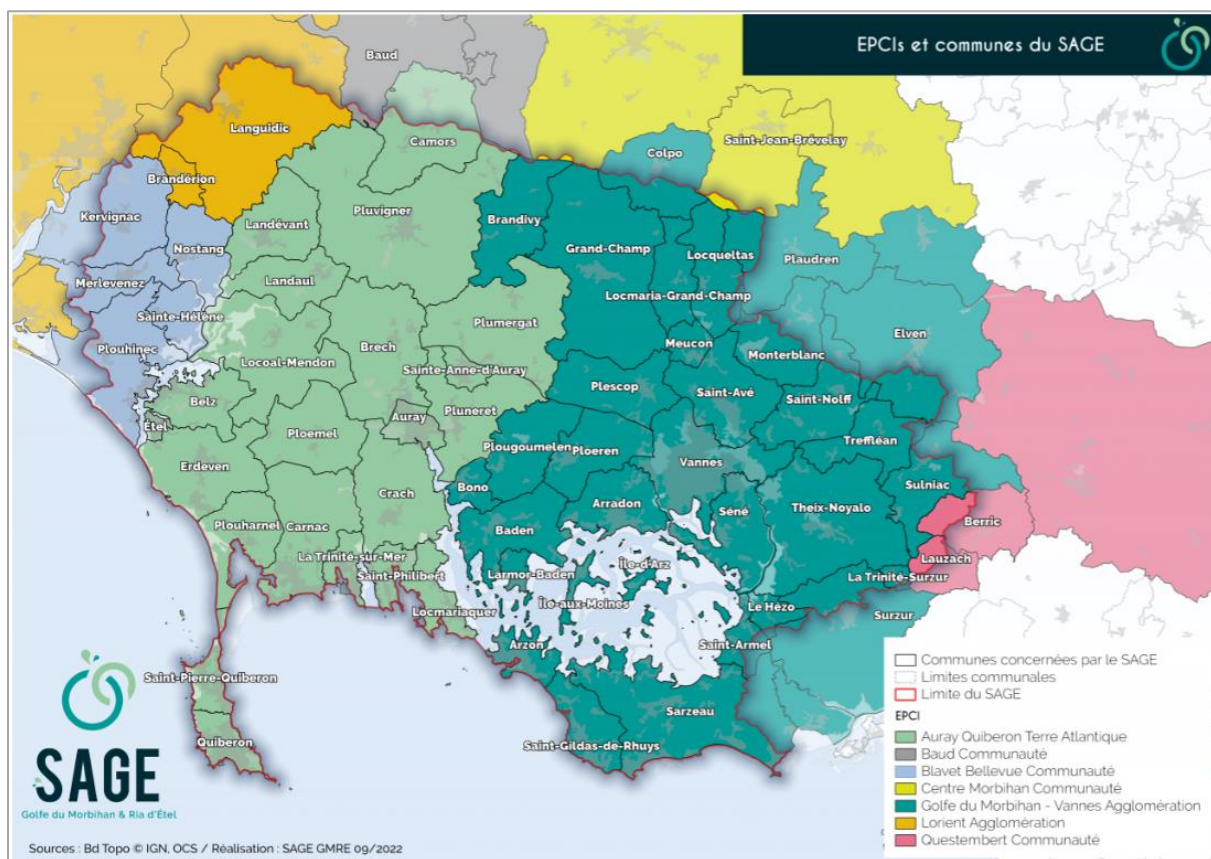 EPCIs et communes du SAGE
Baud
Languidic
Camors
Colpo
Saint-Jean-Brévelay
Brandérion
Kervignac
Pluvigner
Brandivy
Landévant
Nostang
Grand-Champ
Locqueltas
Plaudren
Merlevenez
Landaul
Locmaria-Grand-Champ
Sainte-Hélène
Plumergat
Elven
Plouhinec
Brech
Meucon
Monterblanc
Locoal-Mendon
Sainte-Anne-d'Auray
Plescop
Saint-Avé
Saint-Nolff
Belz
Auray
Pluneret
Étel
Ploemel
Treffléan
Plougoumelen
Ploeren
Vannes
Erdeven
Sulniac
Crach
Bono
Arradon
Séné
Theix-Noyalo
Plouharnel
Carnac
Baden
Berric
La Trinité-sur-Mer
Lauzach
Île-d'Arz
Saint-Philibert
Larmor-Baden
La Trinité-Surzur
Île-aux-Moines
Locmariaquer
Le Hézo
Surzur
Arzon
Saint-Armel
Saint-Pierre-Quiberon
Sarzeau
Quiberon
Saint-Gildas-de-Rhuys
Communes concernées par le SAGE
Limites communales
Limite du SAGE
EPCI
Auray Quiberon Terre Atlantique
Baud Communauté
Blavet Bellevue Communauté
Centre Morbihan Communauté
Golfe du Morbihan - Vannes Agglomération
Lorient Agglomération
Questembert Communauté
SAGE
Golfe du Morbihan & Ria d'Étel
Sources : Bd Topo © IGN, OCS / Réalisation : SAGE GMRE 09/2022